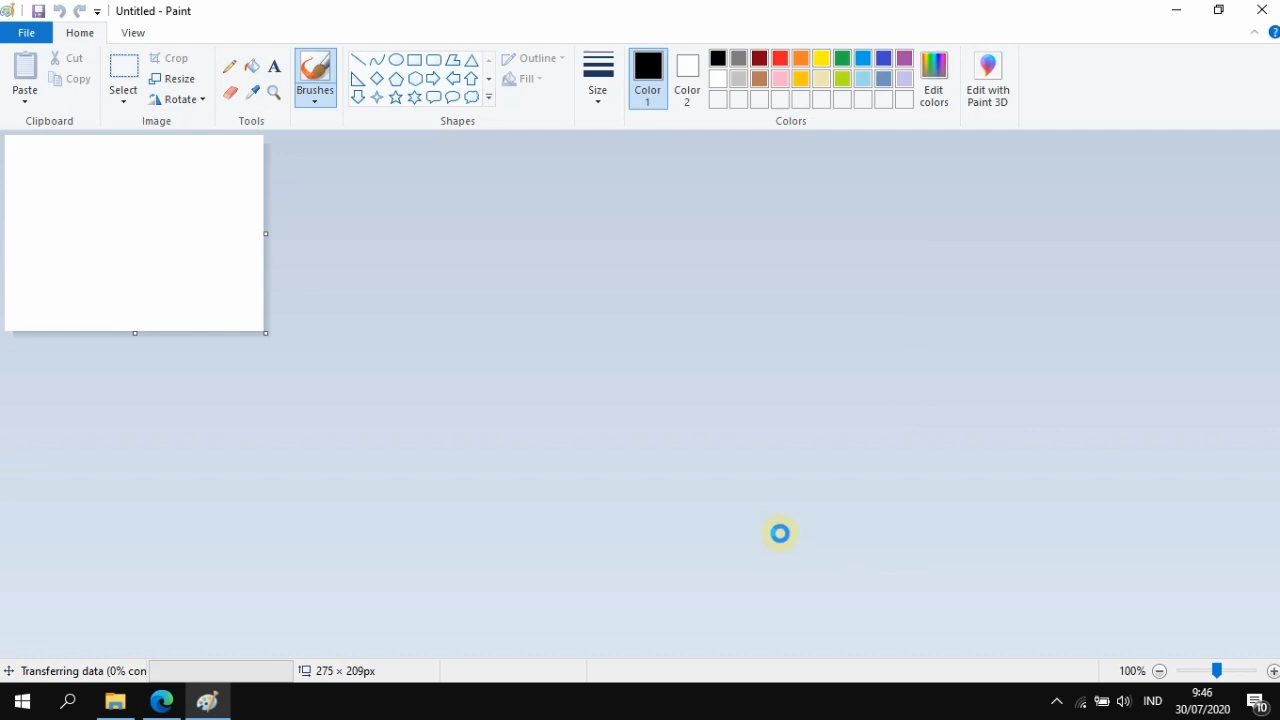 Untitled - Paint
File Home View
Paste Cut Copy
Clipboard
Select Crop Resize Rotate
Image
A
Tools
Brushes
Shapes
Outline
Fill
Size
Color 1
Color 2
Edit colors
Colors
Edit with Paint 3D
Transferring data (0% con
275 × 209px
100%
IND
9:46
30/07/2020
10